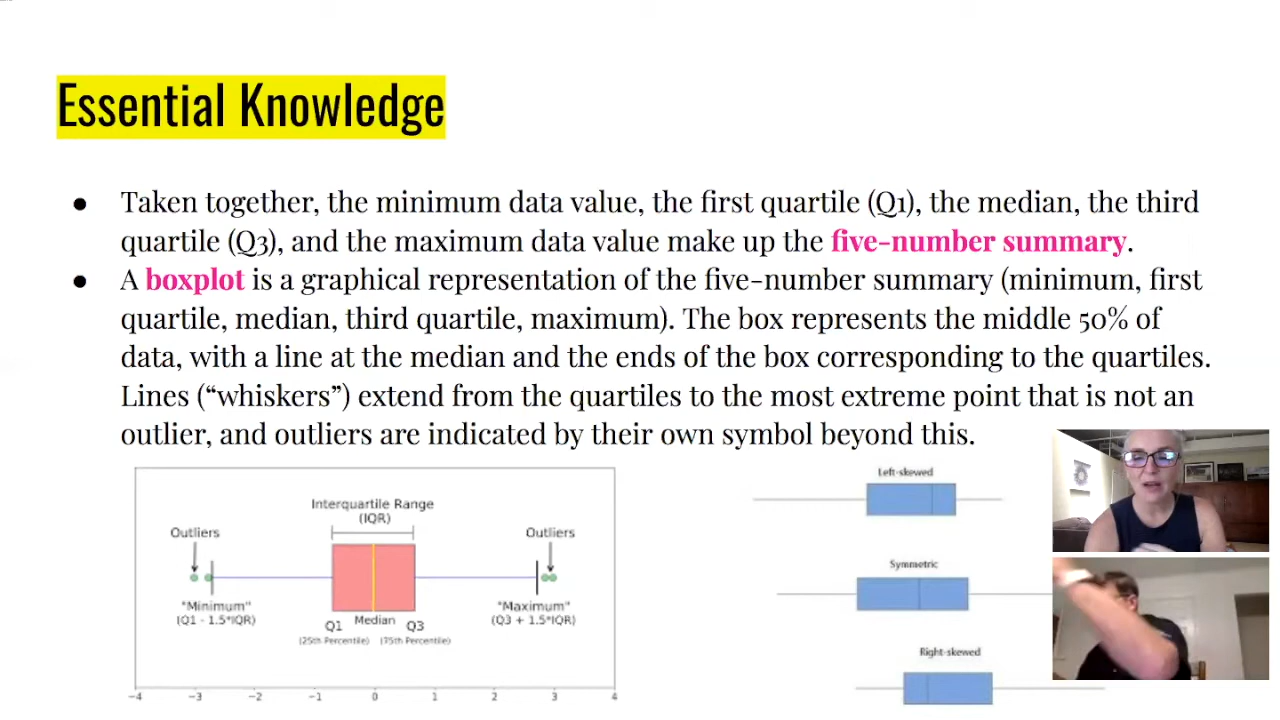 Essential Knowledge
● Taken together, the minimum data value, the first quartile (Q1), the median, the third
quartile (Q3), and the maximum data value make up the five-number summary.
● A boxplot is a graphical representation of the five-number summary (minimum, first
quartile, median, third quartile, maximum). The box represents the middle 50% of
data, with a line at the median and the ends of the box corresponding to the quartiles.
Lines (“whiskers”) extend from the quartiles to the most extreme point that is not an
outlier, and outliers are indicated by their own symbol beyond this.
Interquartile Range
(IQR)
Outliers
Outliers
"Minimum"
(Q1 - 1.5*IQR)
"Maximum"
(Q3 + 1.5*IQR)
Q1
Median
Q3
(25th Percentile)
(75th Percentile)
−4 −3 −2 −1 0 1 2 3 4
Left-skewed
Symmetric
Right-skewed